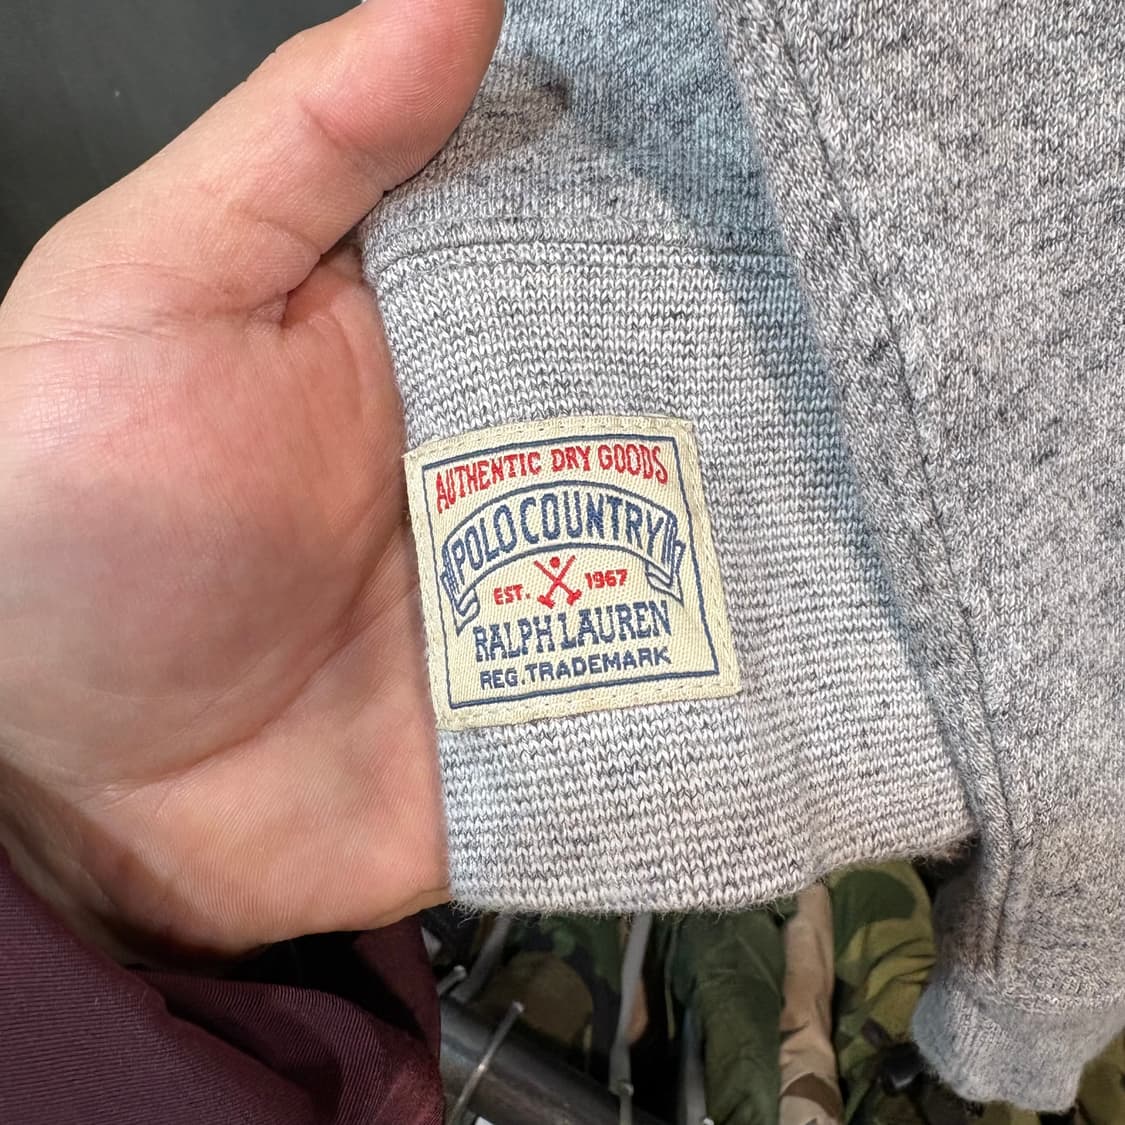 AUTHENTIC DRY GOODS
POLO COUNTRY
EST. 1967
RALPH LAUREN
REG. TRADEMARK